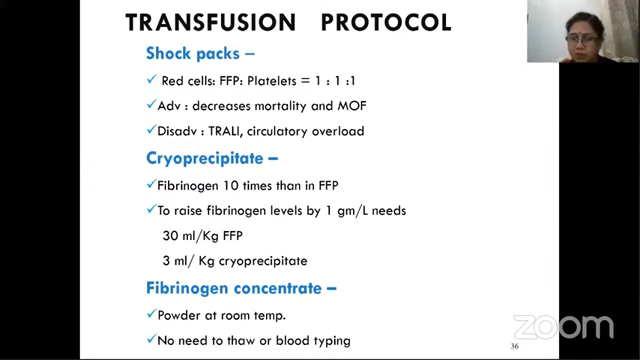 TRANSFUSION PROTOCOL
Shock packs –
✓ Red cells: FFP: Platelets = 1 : 1 :1
✓ Adv : decreases mortality and MOF
✓ Disadv : TRALI, circulatory overload
Cryoprecipitate –
✓Fibrinogen 10 times than in FFP
✓To raise fibrinogen levels by 1 gm/L needs
30 ml/Kg FFP
3 ml/ Kg cryoprecipitate
Fibrinogen concentrate –
✓Powder at room temp.
✓No need to thaw or blood typing
36
zoom